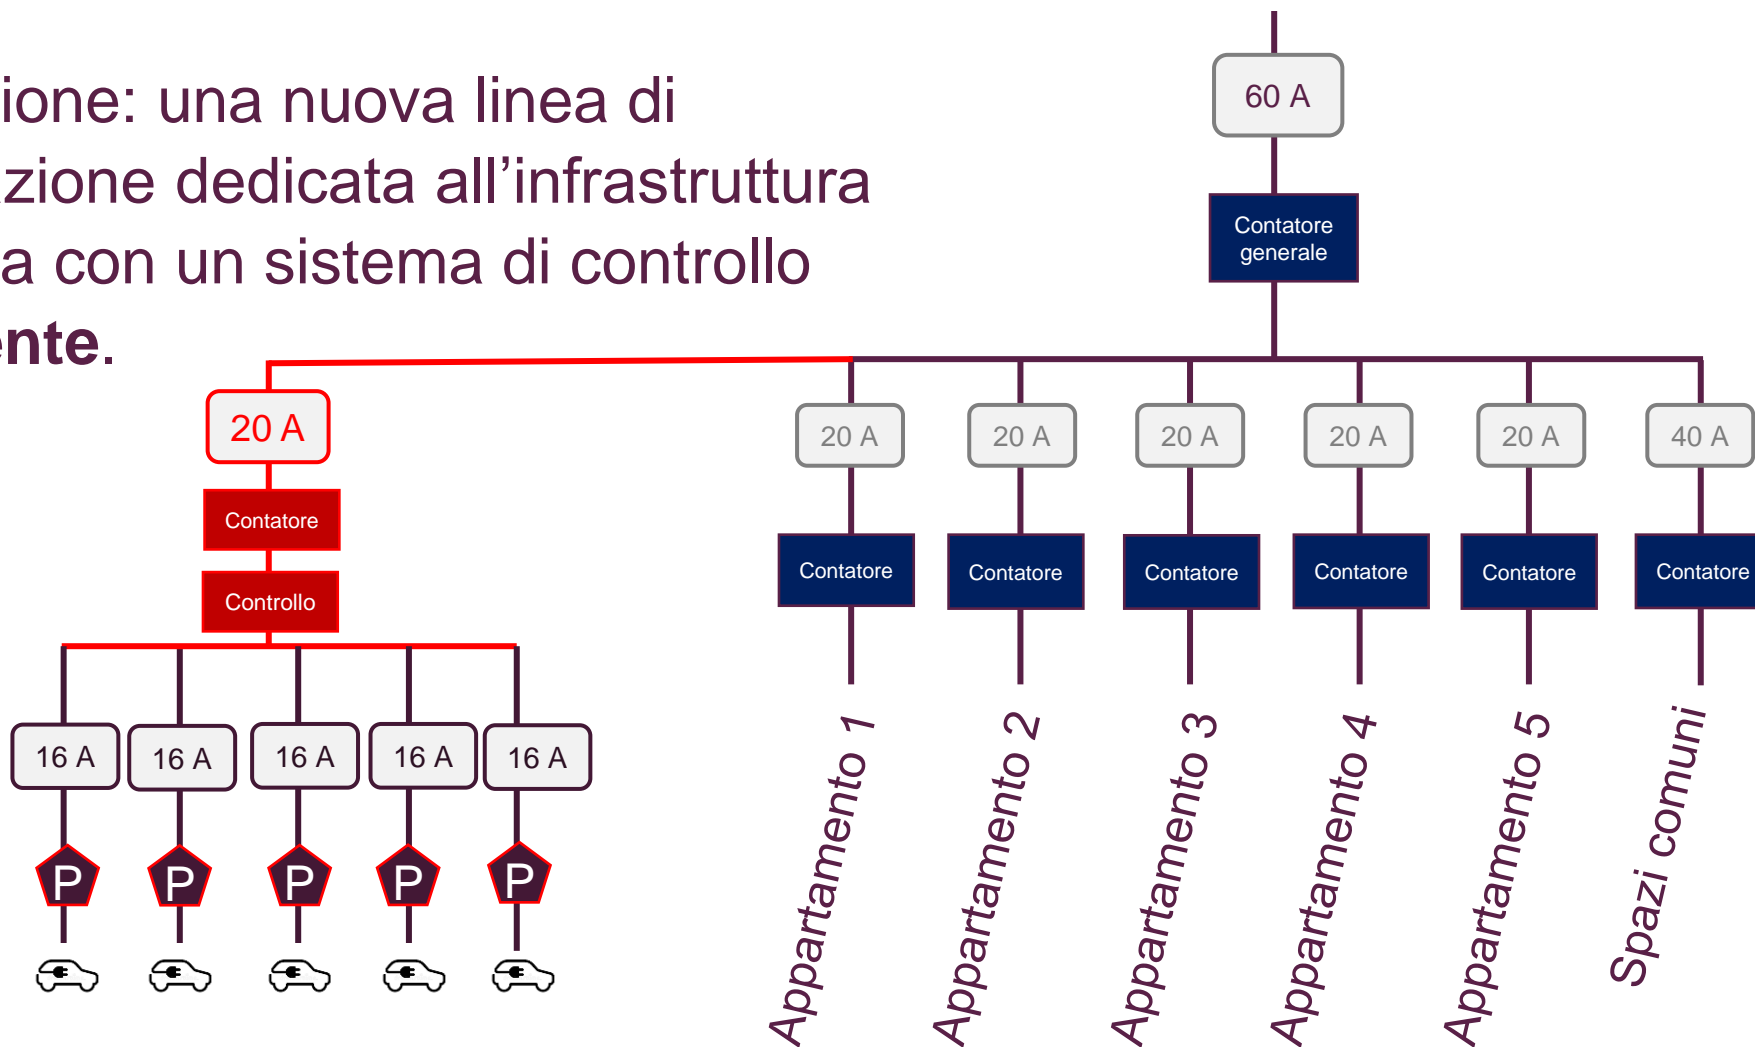 ione: una nuova linea di
azione dedicata all’infrastruttura
a con un sistema di controllo
ente.
60 A
Contatore
generale
20 A
20 A
20 A
20 A
20 A
20 A
40 A
Contatore
Controllo
Contatore
Contatore
Contatore
Contatore
Contatore
Contatore
16 A
16 A
16 A
16 A
16 A
P
P
P
P
P
Appartamento 1
Appartamento 2
Appartamento 3
Appartamento 4
Appartamento 5
Spazi comuni